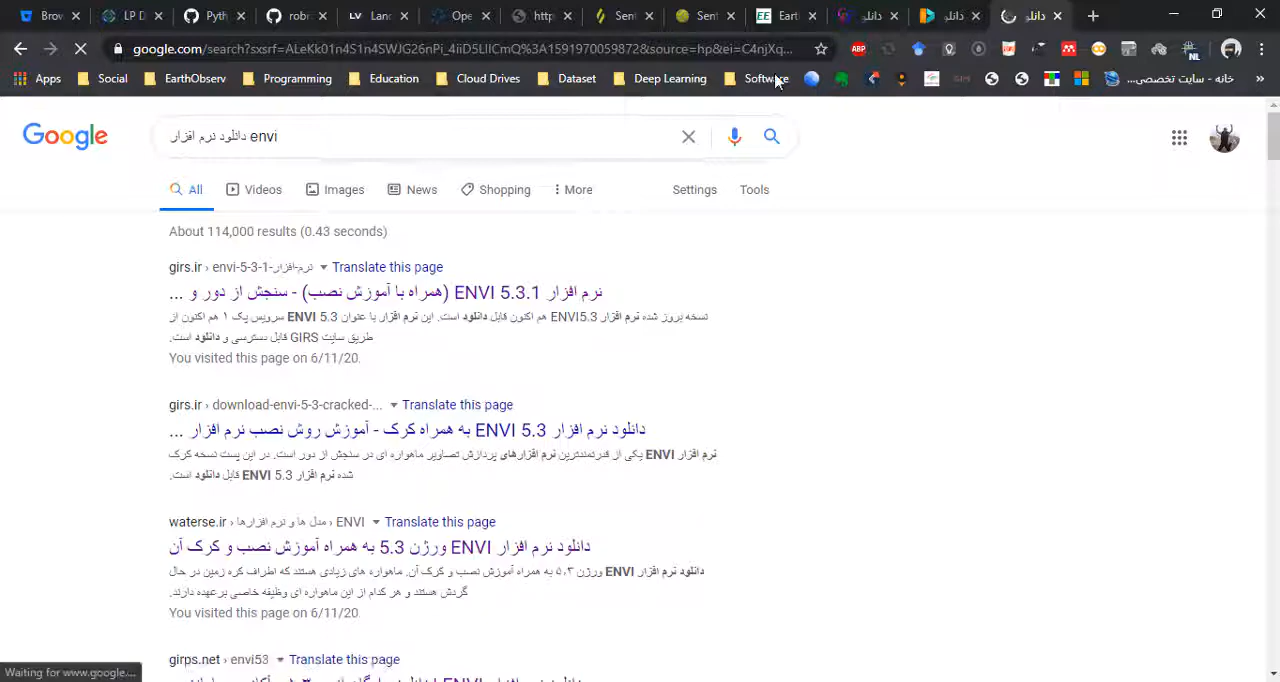 Brow
LP D
Pyth
robr
Land
Ope
http
Sent
Sent
Eart
دانلو
دانلو
دانلو
google.com/search?sxsrf=ALeKk01n4S1n4SWJG26nPi_4iiD5LlICmQ%3A1591970059872&source=hp&ei=C4njXq...
Apps
Social
EarthObserv
Programming
Education
Cloud Drives
Dataset
Deep Learning
Software
خانه - سایت تخصصی...
Google
دانلود نرم افزار envi
All
Videos
Images
News
Shopping
More
Settings
Tools
About 114,000 results (0.43 seconds)
girs.ir › envi-5-3-1-نرم-افزار Translate this page
نرم افزار ENVI 5.3.1 (همراه با آموزش نصب) - سنجش از دور و ...
نسخه بروز شده نرم افزار ENVI5.3 هم اکنون قابل دانلود است. این نرم افزار با عنوان ENVI 5.3 سرویس پک ۱ هم اکنون از
طریق سایت GIRS قابل دسترسی و دانلود است.
You visited this page on 6/11/20.
girs.ir › download-envi-5-3-cracked-... Translate this page
دانلود نرم افزار ENVI 5.3 به همراه کرک - آموزش روش نصب نرم افزار ...
نرم افزار ENVI یکی از قدرتمندترین نرم افزارهای پردازش تصاویر ماهواره ای در سنجش از دور است. در این پست نسخه کرک
شده نرم افزار ENVI 5.3 قابل دانلود است.
waterse.ir › مدل ها و نرم افزارها › ENVI Translate this page
دانلود نرم افزار ENVI ورژن 5.3 به همراه آموزش نصب و کرک آن
دانلود نرم افزار ENVI ورژن ۵٫۳ به همراه آموزش نصب و کرک آن. ماهواره های زیادی هستند که اطراف کره زمین در حال
گردش هستند و هر کدام از این ماهواره ای وظیفه خاصی برعهده دارند.
You visited this page on 6/11/20.
girps.net › envi53 Translate this page
Waiting for www.google....